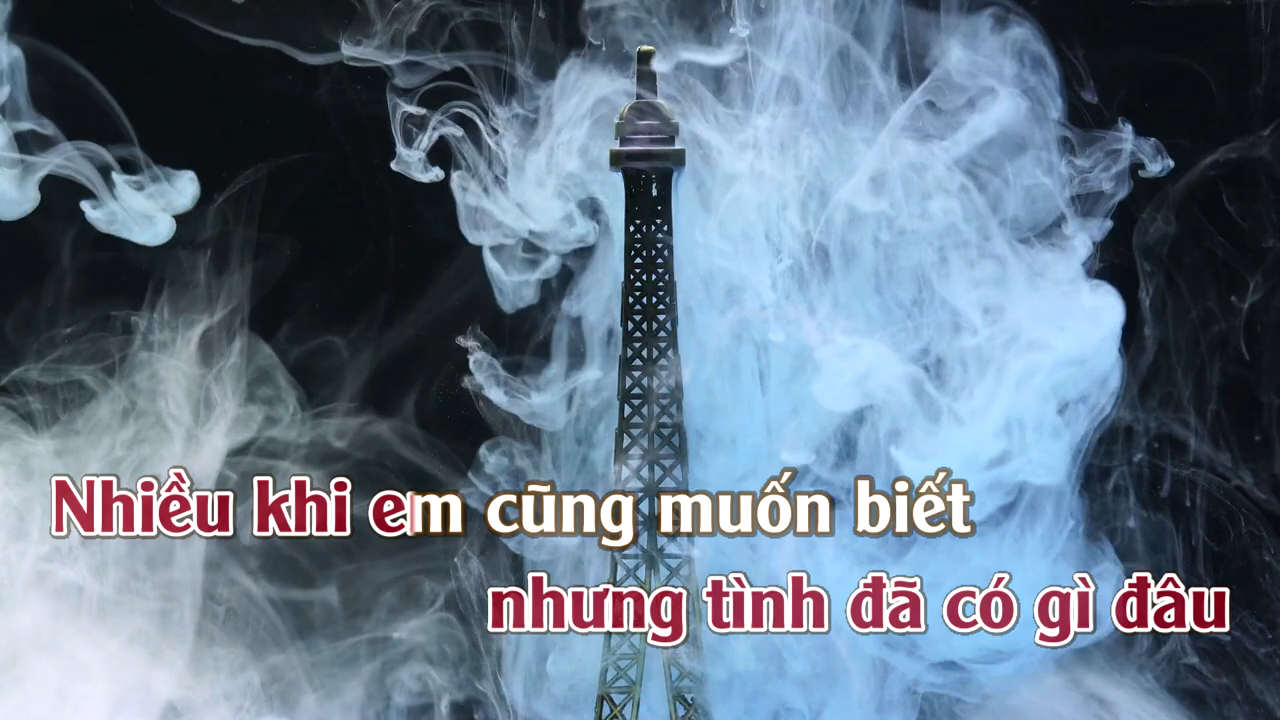 Nhiều khi em cũng muốn biết
nhưng tình đã có gì đâu